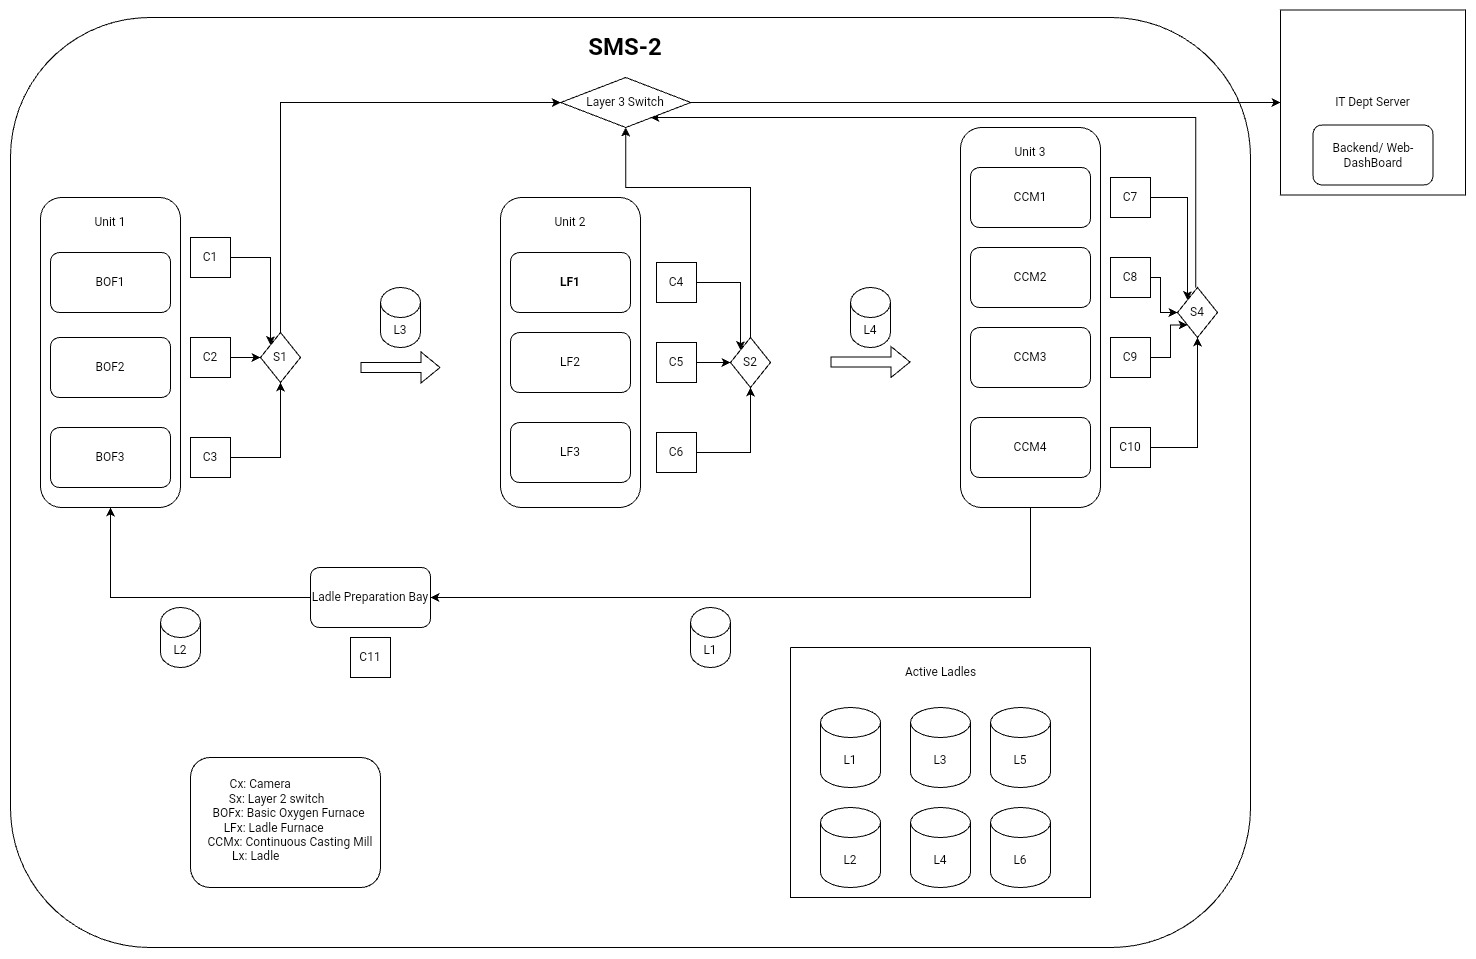 SMS-2
Layer 3 Switch
IT Dept Server
Backend/ Web-
DashBoard
Unit 1
BOF1
BOF2
BOF3
C1
C2
C3
S1
L3
Unit 2
LF1
LF2
LF3
C4
C5
C6
S2
L4
Unit 3
CCM1
CCM2
CCM3
CCM4
C7
C8
C9
C10
S4
Ladle Preparation Bay
L2
C11
L1
Active Ladles
L1
L3
L5
L2
L4
L6
Cx: Camera
Sx: Layer 2 switch
BOFx: Basic Oxygen Furnace
LFx: Ladle Furnace
CCMx: Continuous Casting Mill
Lx: Ladle